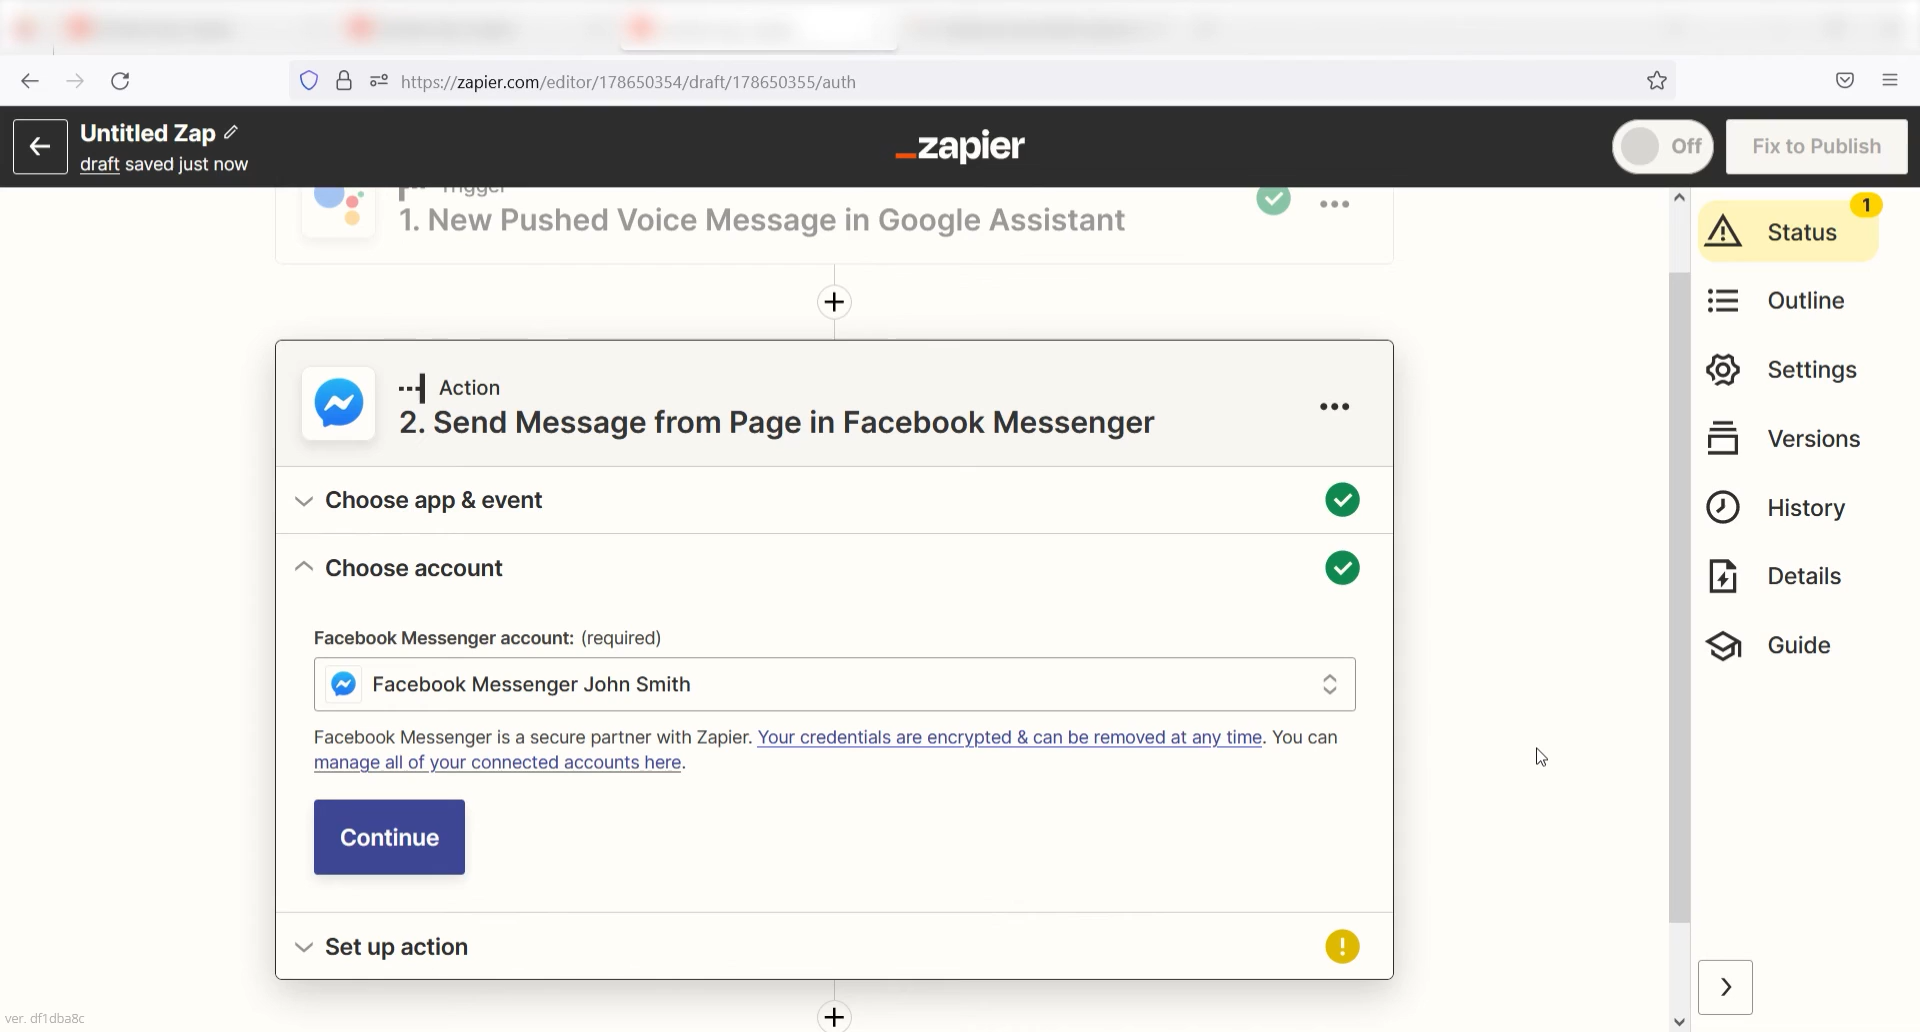 https://zapier.com/editor/178650354/draft/178650355/auth
Untitled Zap
draft saved just now
_zapier
Off
Fix to Publish
Trigger
1. New Pushed Voice Message in Google Assistant
Action
2. Send Message from Page in Facebook Messenger
Choose app & event
Choose account
Facebook Messenger account: (required)
Facebook Messenger John Smith
Facebook Messenger is a secure partner with Zapier. Your credentials are encrypted & can be removed at any time. You can
manage all of your connected accounts here.
Continue
Set up action
1
Status
Outline
Settings
Versions
History
Details
Guide
ver. df1dba8c